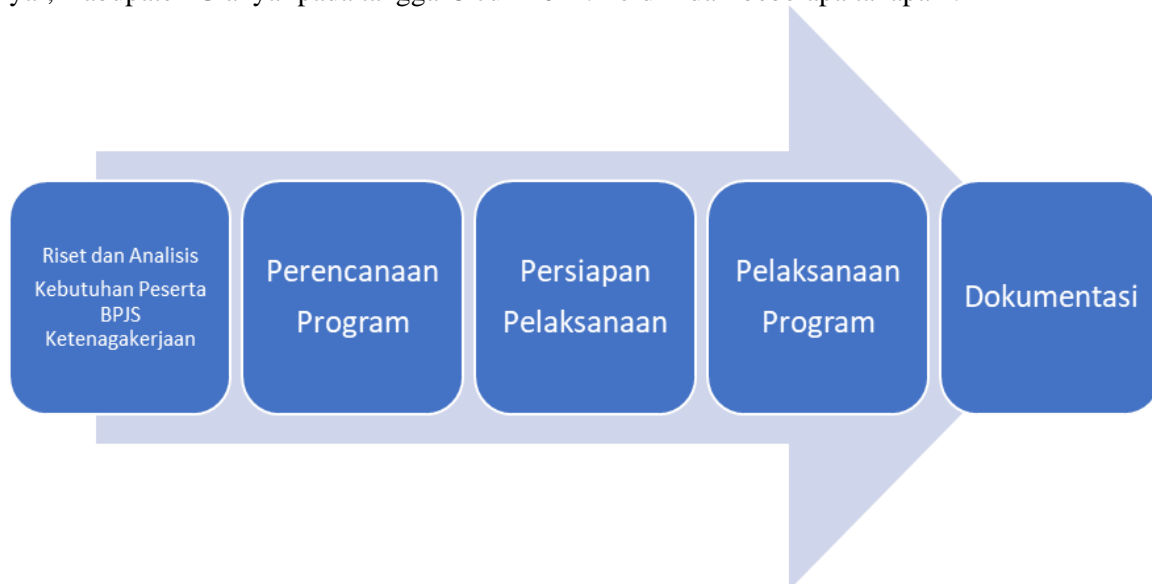 Riset dan Analisis
Kebutuhan Peserta
BPJS
Ketenagakerjaan
Perencanaan
Program
Persiapan
Pelaksanaan
Pelaksanaan
Program
Dokumentasi